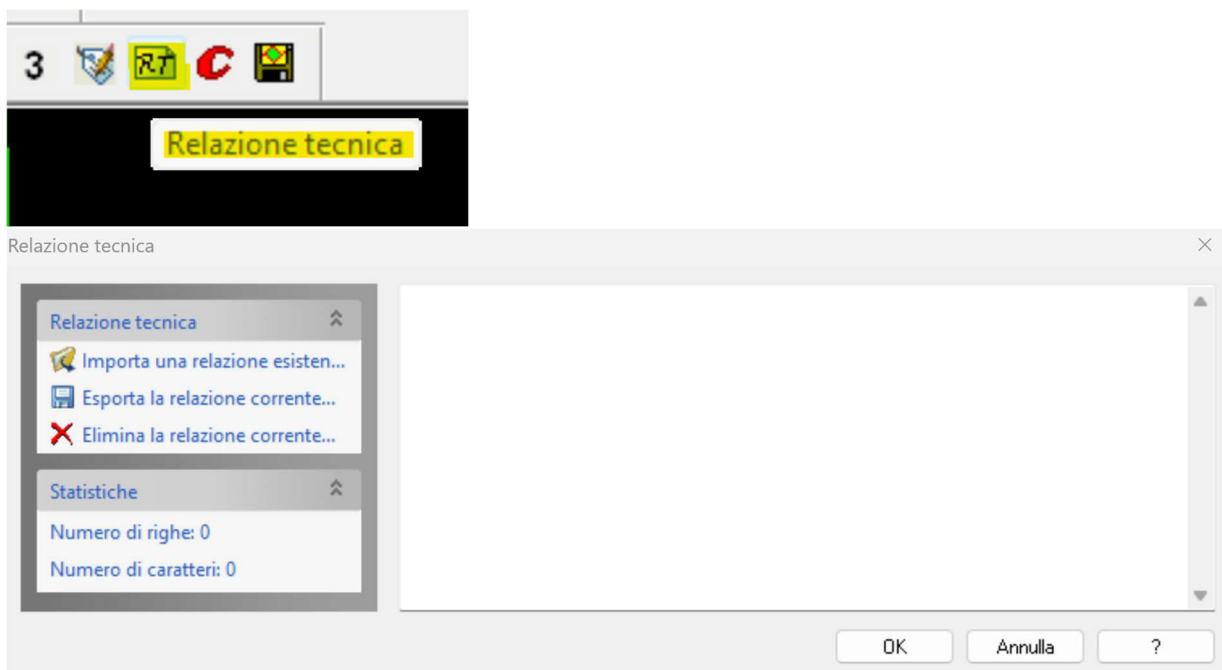 3
RT
C
Relazione tecnica
Relazione tecnica
Relazione tecnica
Importa una relazione esisten...
Esporta la relazione corrente...
Elimina la relazione corrente...
Statistiche
Numero di righe: 0
Numero di caratteri: 0
OK
Annulla
?